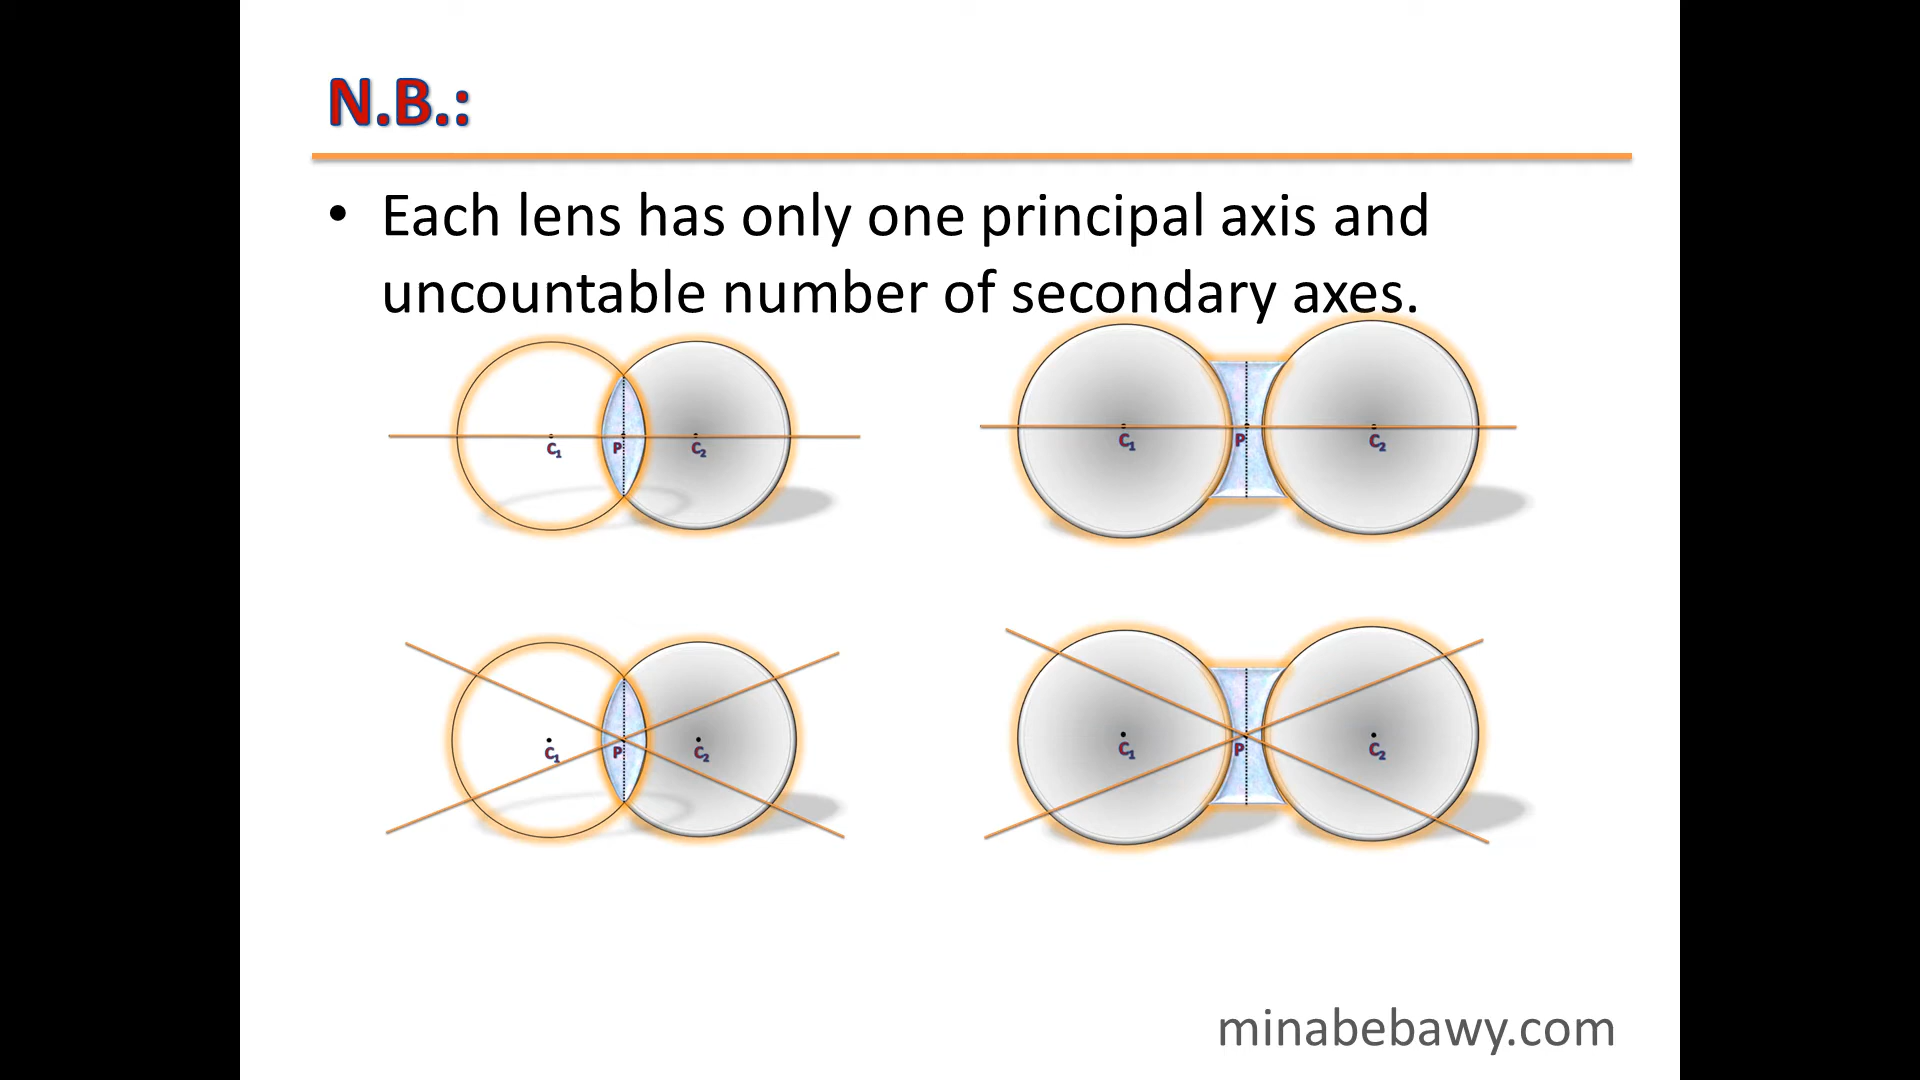 N.B.:
• Each lens has only one principal axis and
uncountable number of secondary axes.
C₁ P C₂
C₁ P C₂
C₁ P C₂
C₁ P C₂
minabebawy.com